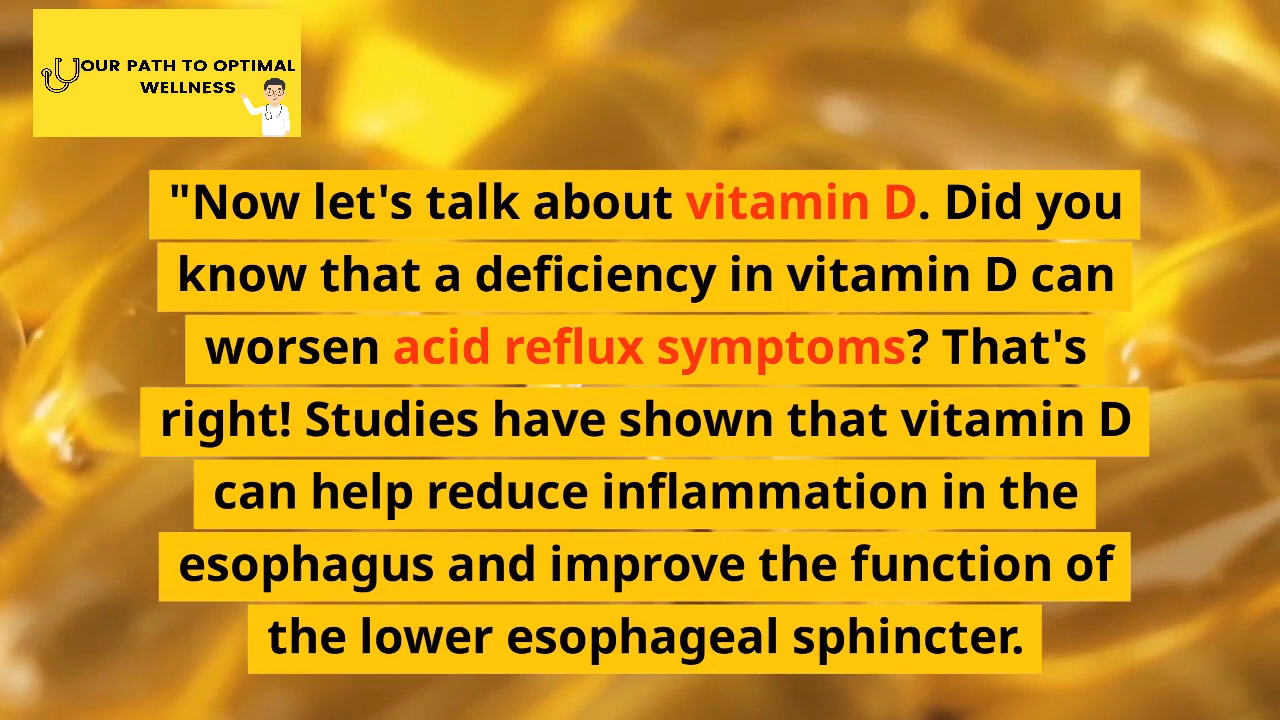 YOUR PATH TO OPTIMAL
WELLNESS
"Now let's talk about vitamin D. Did you
know that a deficiency in vitamin D can
worsen acid reflux symptoms? That's
right! Studies have shown that vitamin D
can help reduce inflammation in the
esophagus and improve the function of
the lower esophageal sphincter.